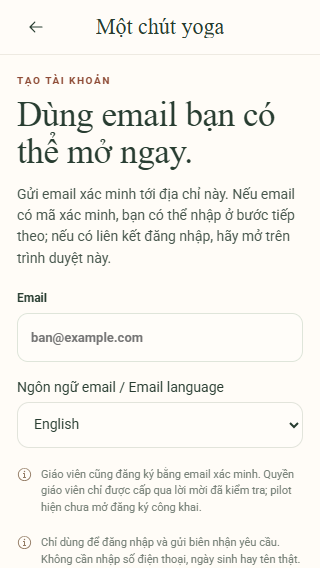 Một chút yoga
TẠO TÀI KHOẢN
Dùng email bạn có
thể mở ngay.
Gửi email xác minh tới địa chỉ này. Nếu email
có mã xác minh, bạn có thể nhập ở bước tiếp
theo; nếu có liên kết đăng nhập, hãy mở trên
trình duyệt này.
Email
ban@example.com
Ngôn ngữ email / Email language
English
Giáo viên cũng đăng ký bằng email xác minh. Quyền
giáo viên chỉ được cấp qua lời mời đã kiểm tra; pilot
hiện chưa mở đăng ký công khai.
Chỉ dùng để đăng nhập và gửi biên nhận yêu cầu.
Không cần nhập số điện thoại, ngày sinh hay tên thật.